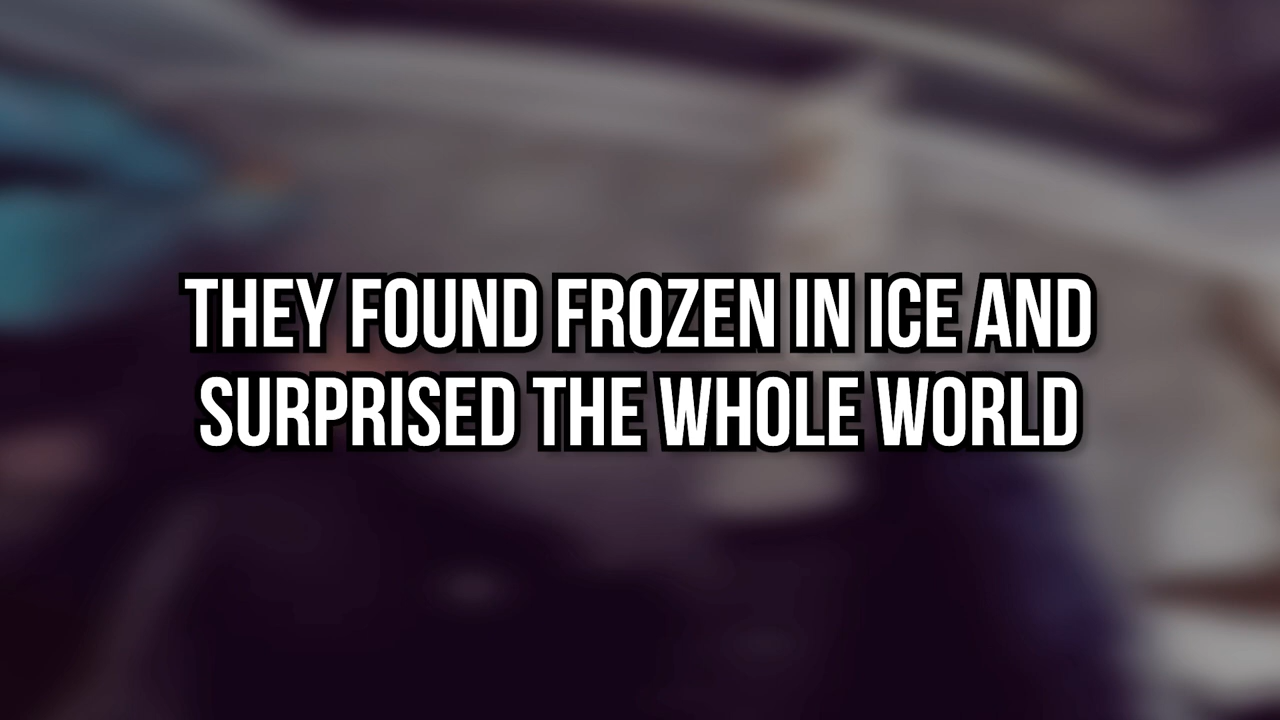 THEY FOUND FROZEN IN ICE AND
SURPRISED THE WHOLE WORLD